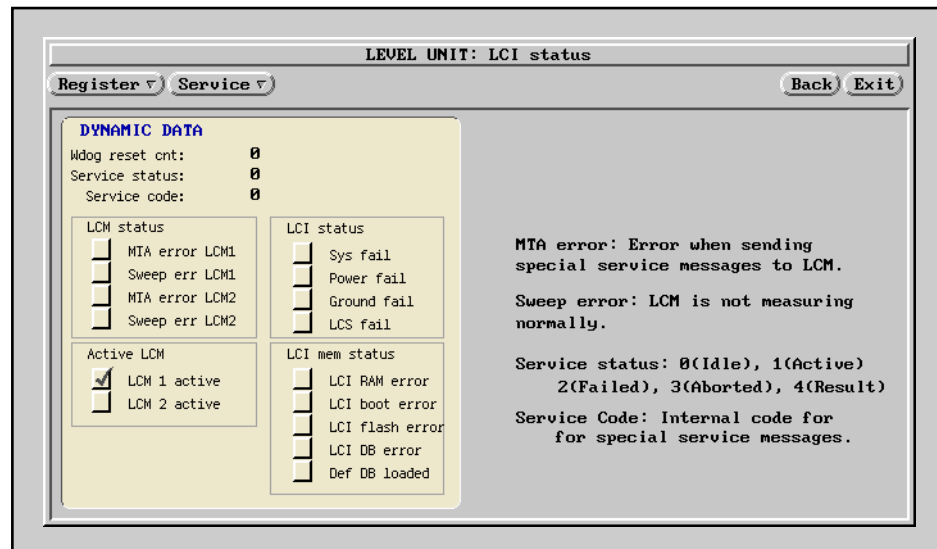 LEVEL UNIT: LCI status
Register Service Back Exit
DYNAMIC DATA
Wdog reset cnt: 0
Service status: 0
Service code: 0
LCM status
MTA error LCM1
Sweep err LCM1
MTA error LCM2
Sweep err LCM2
Active LCM
LCM 1 active
LCM 2 active
LCI status
Sys fail
Power fail
Ground fail
LCS fail
LCI mem status
LCI RAM error
LCI boot error
LCI flash error
LCI DB error
Def DB loaded
MTA error: Error when sending
special service messages to LCM.
Sweep error: LCM is not measuring
normally.
Service status: 0(Idle), 1(Active)
2(Failed), 3(Aborted), 4(Result)
Service Code: Internal code for
for special service messages.